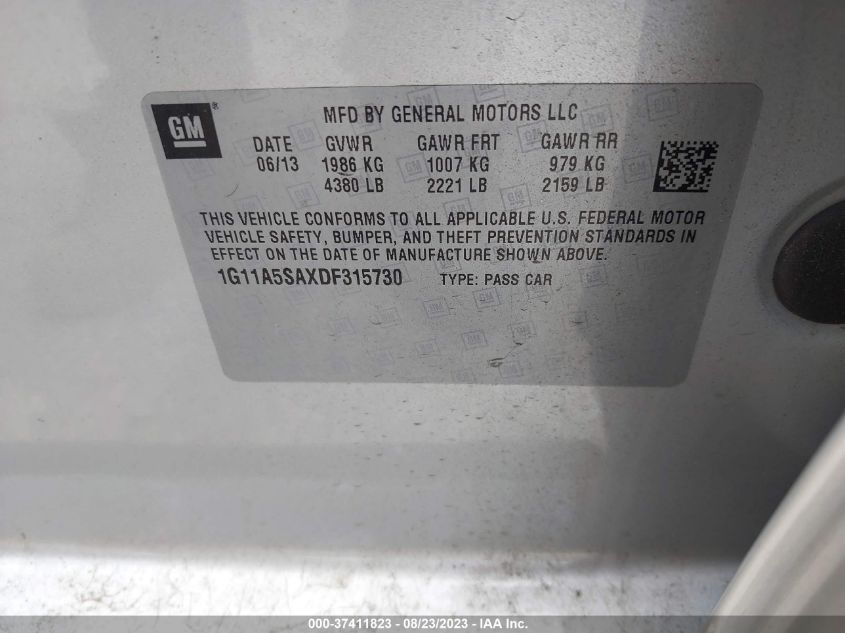 GM ®
MFD BY GENERAL MOTORS LLC
DATE GVWR GAWR FRT GAWR RR
06/13 1986 KG 1007 KG 979 KG
4380 LB 2221 LB 2159 LB
THIS VEHICLE CONFORMS TO ALL APPLICABLE U.S. FEDERAL MOTOR
VEHICLE SAFETY, BUMPER, AND THEFT PREVENTION STANDARDS IN
EFFECT ON THE DATE OF MANUFACTURE SHOWN ABOVE.
1G11A5SAXDF315730 TYPE: PASS CAR
000-37411823 - 08/23/2023 - IAA Inc.